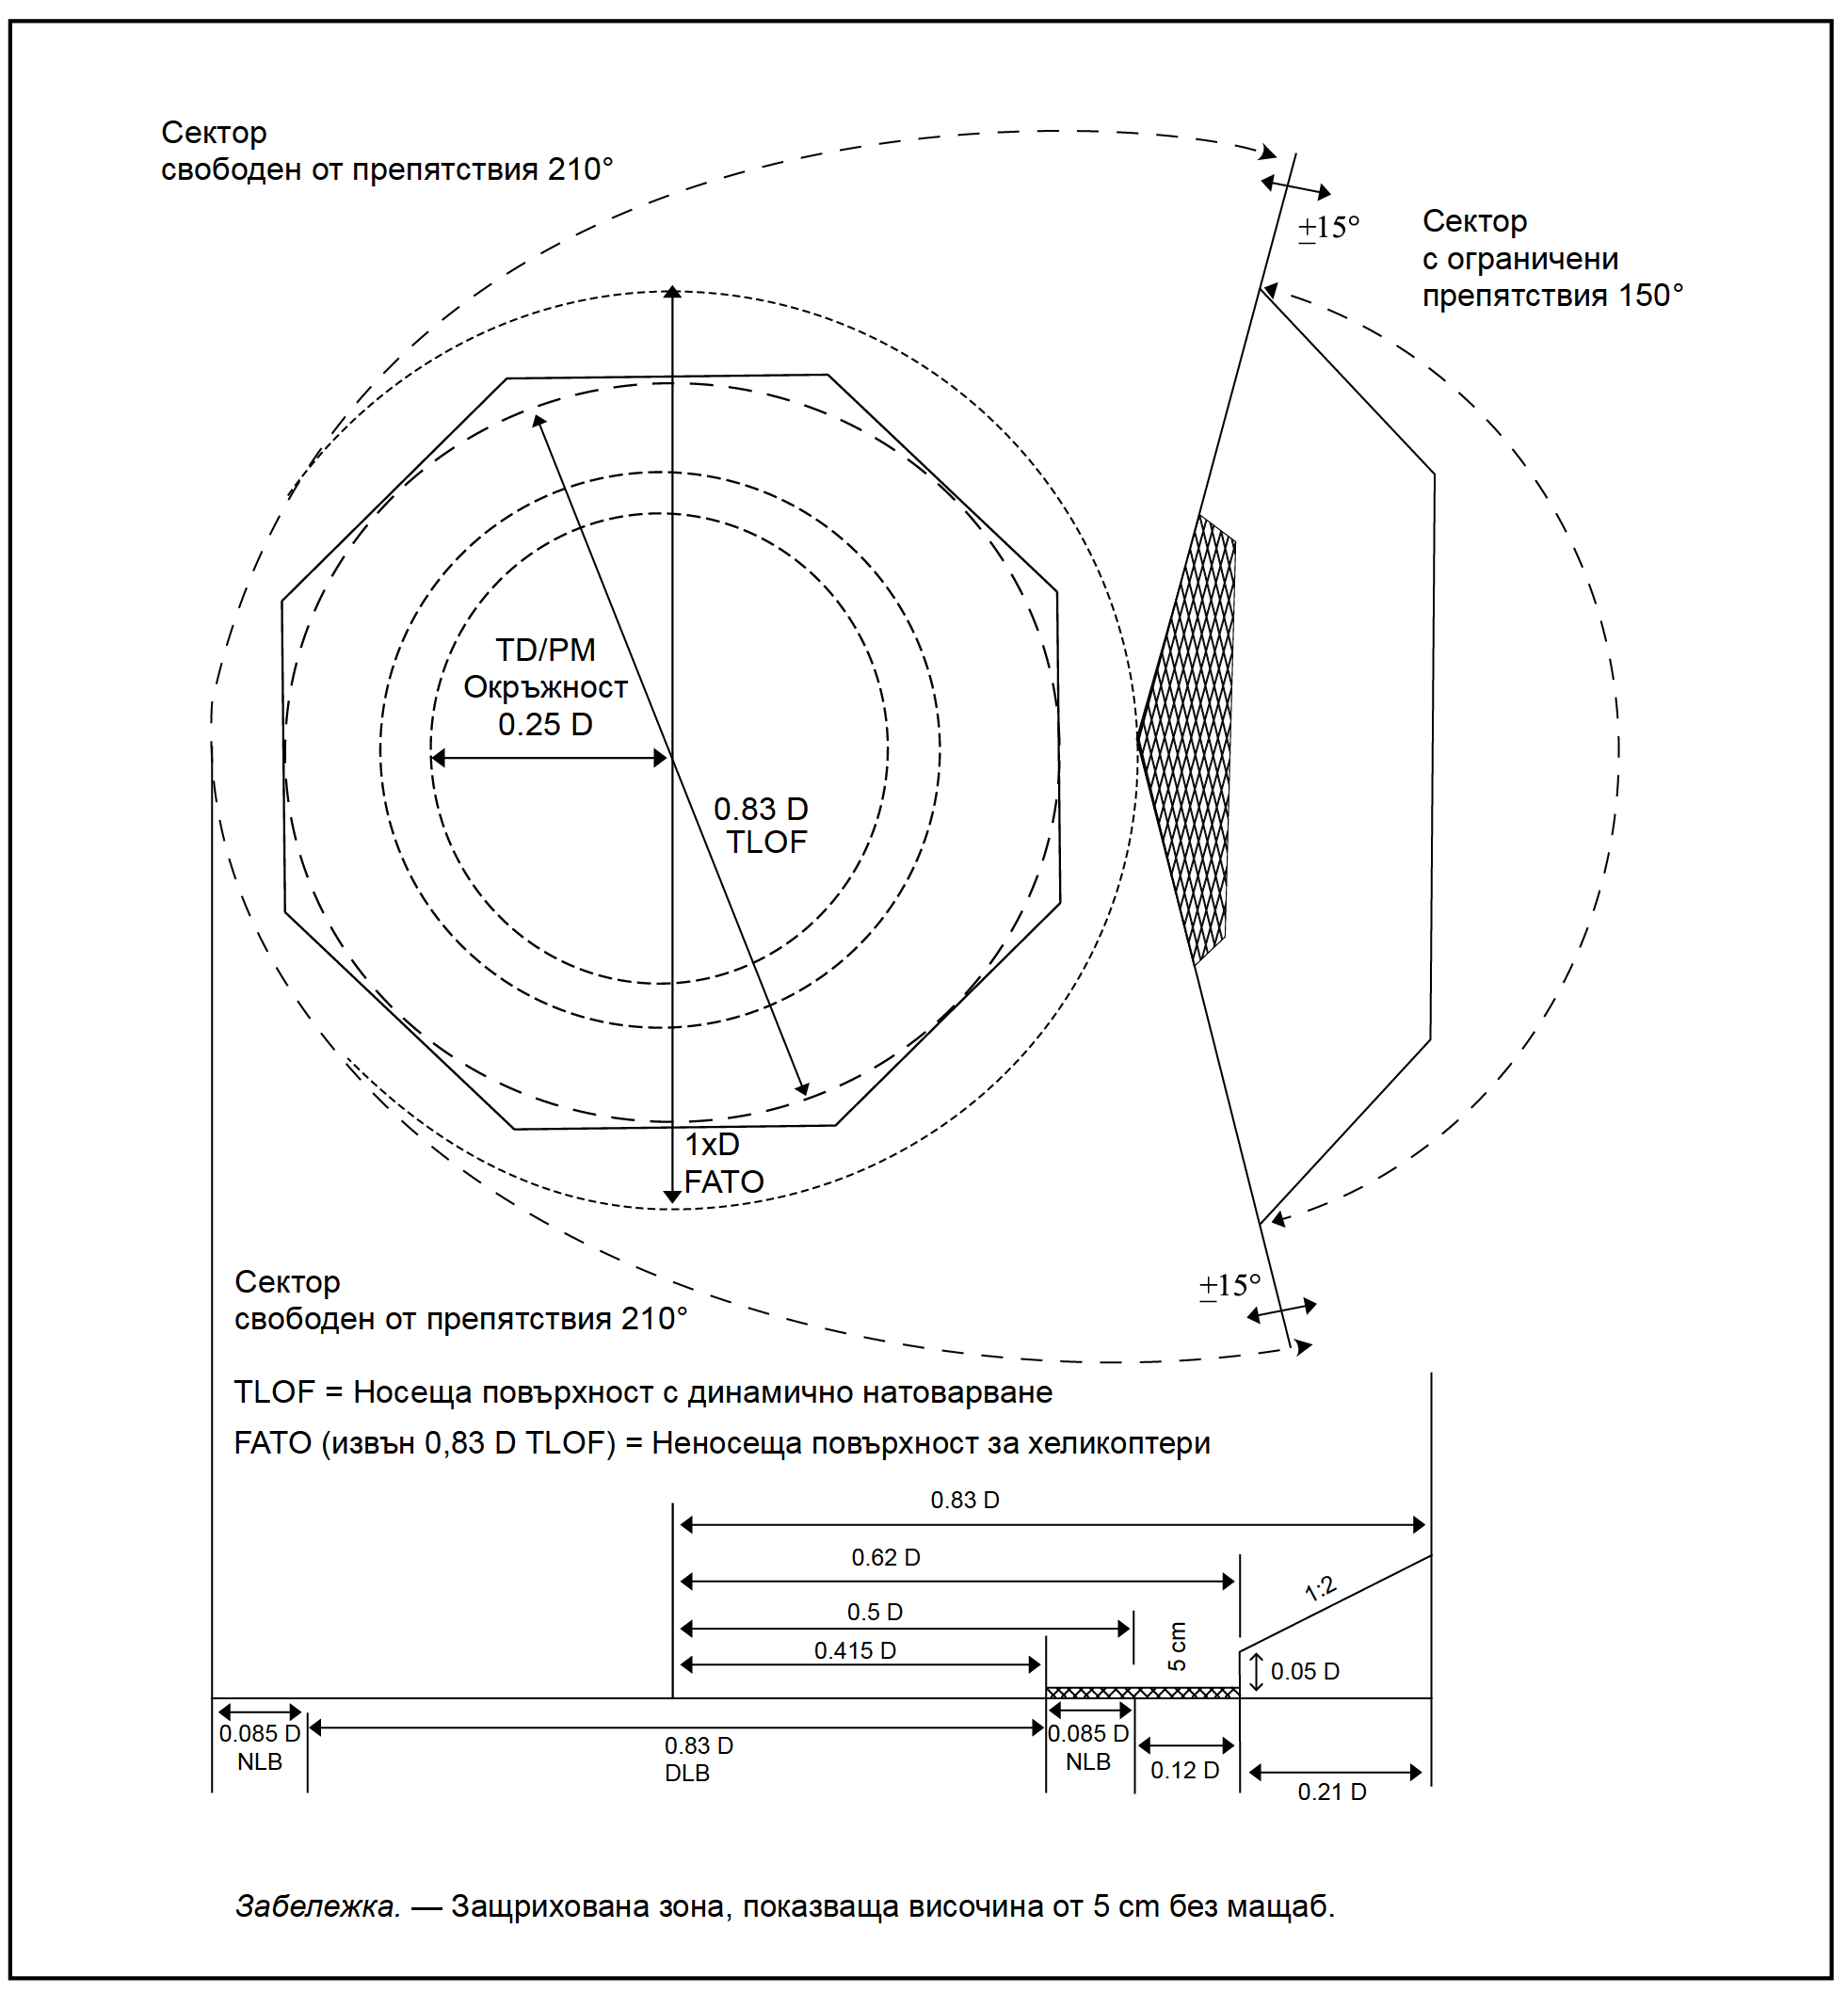 Сектор
свободен от препятствия 210°
±15°
Сектор
с ограничени
препятствия 150°
TD/PM
Окръжност
0.25 D
0.83 D
TLOF
1xD
FATO
±15°
Сектор
свободен от препятствия 210°
TLOF = Носеща повърхност с динамично натоварване
FATO (извън 0,83 D TLOF) = Неносеща повърхност за хеликоптери
0.83 D
0.62 D
1:2
0.5 D
5 cm
0.415 D
0.05 D
0.085 D
NLB
0.83 D
DLB
0.085 D
NLB
0.12 D
0.21 D
Забележка. — Защрихована зона, показваща височина от 5 cm без мащаб.